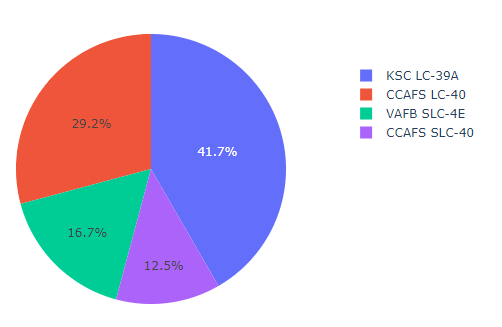 KSC LC-39A
CCAFS LC-40
VAFB SLC-4E
CCAFS SLC-40
29.2%
41.7%
16.7%
12.5%